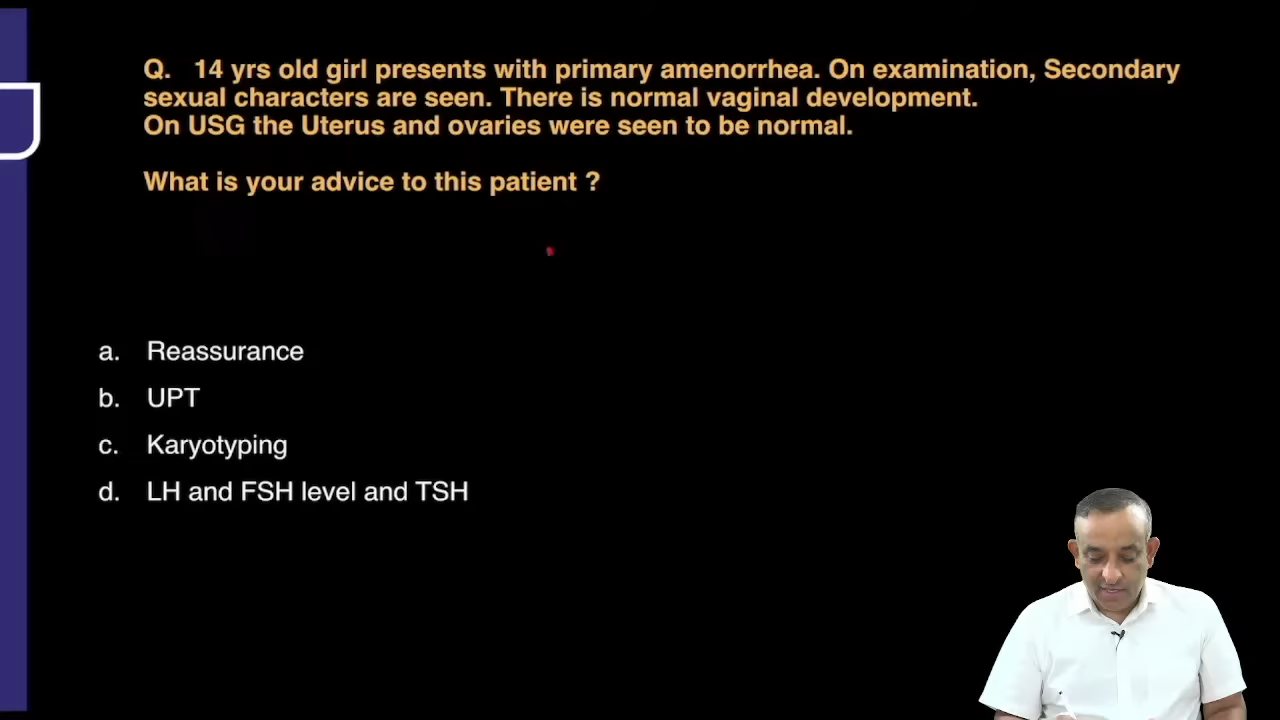 Q. 14 yrs old girl presents with primary amenorrhea. On examination, Secondary
sexual characters are seen. There is normal vaginal development.
On USG the Uterus and ovaries were seen to be normal.
What is your advice to this patient ?
a. Reassurance
b. UPT
c. Karyotyping
d. LH and FSH level and TSH